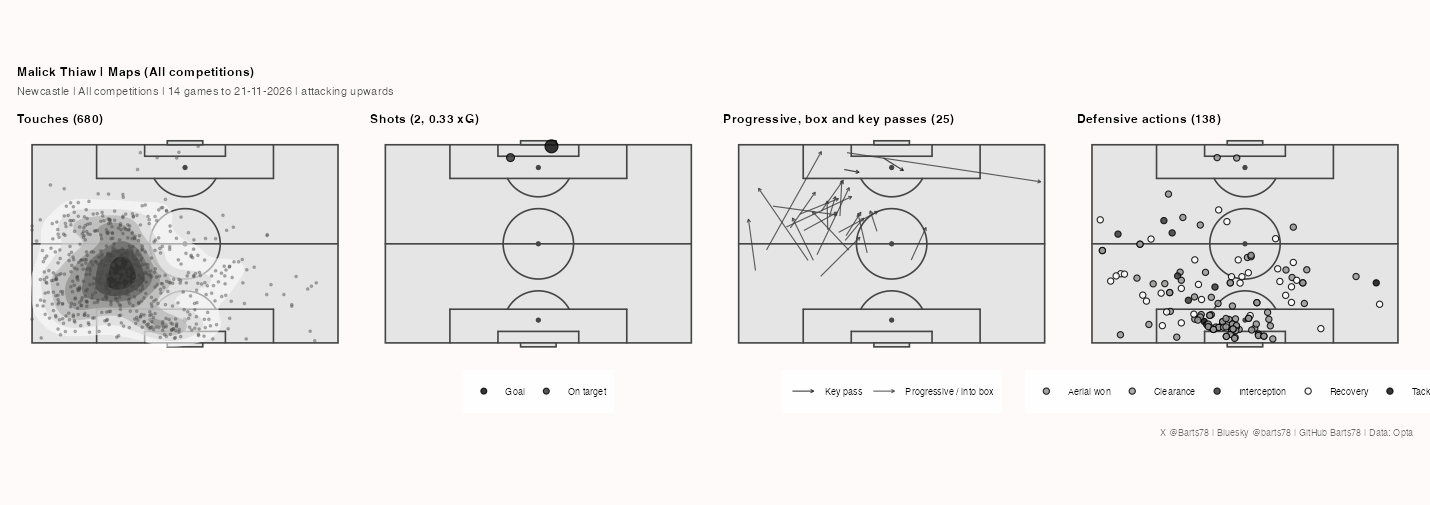 Malick Thiaw | Maps (All competitions)
Newcastle | All competitions | 14 games to 21-11-2026 | attacking upwards
Touches (680)
Shots (2, 0.33 xG)
Progressive, box and key passes (25)
Defensive actions (138)
Goal On target
Key pass Progressive / into box
Aerial won Clearance Interception Recovery Tack
X @Barts78 | Bluesky @barts78 | GitHub Barts78 | Data: Opta